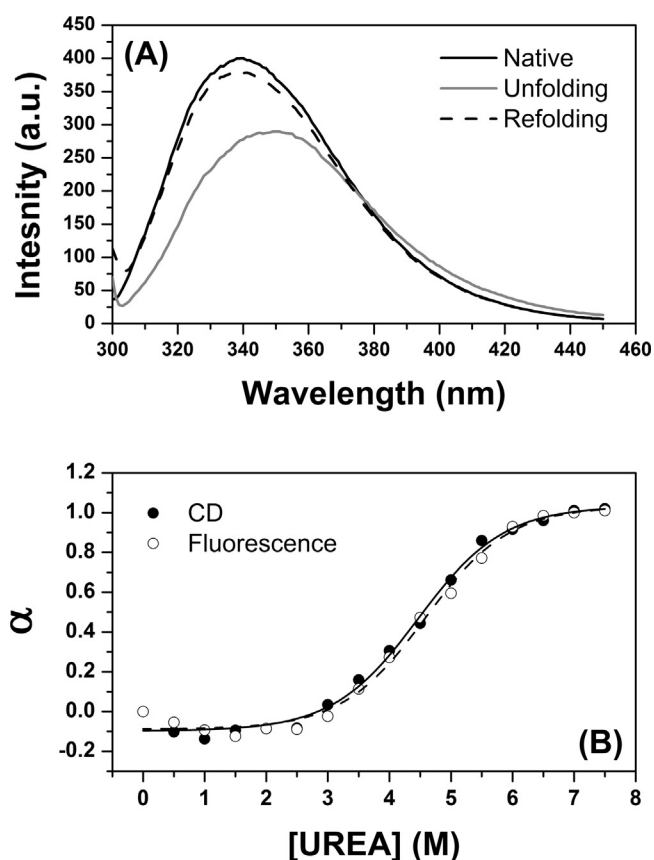 (A)
Native
Unfolding
Refolding
Intesnity (a.u.)
450
400
350
300
250
200
150
100
50
0
300 320 340 360 380 400 420 440 460
Wavelength (nm)
CD
Fluorescence
α
1.2
1.0
0.8
0.6
0.4
0.2
0.0
-0.2
(B)
0 1 2 3 4 5 6 7 8
[UREA] (M)